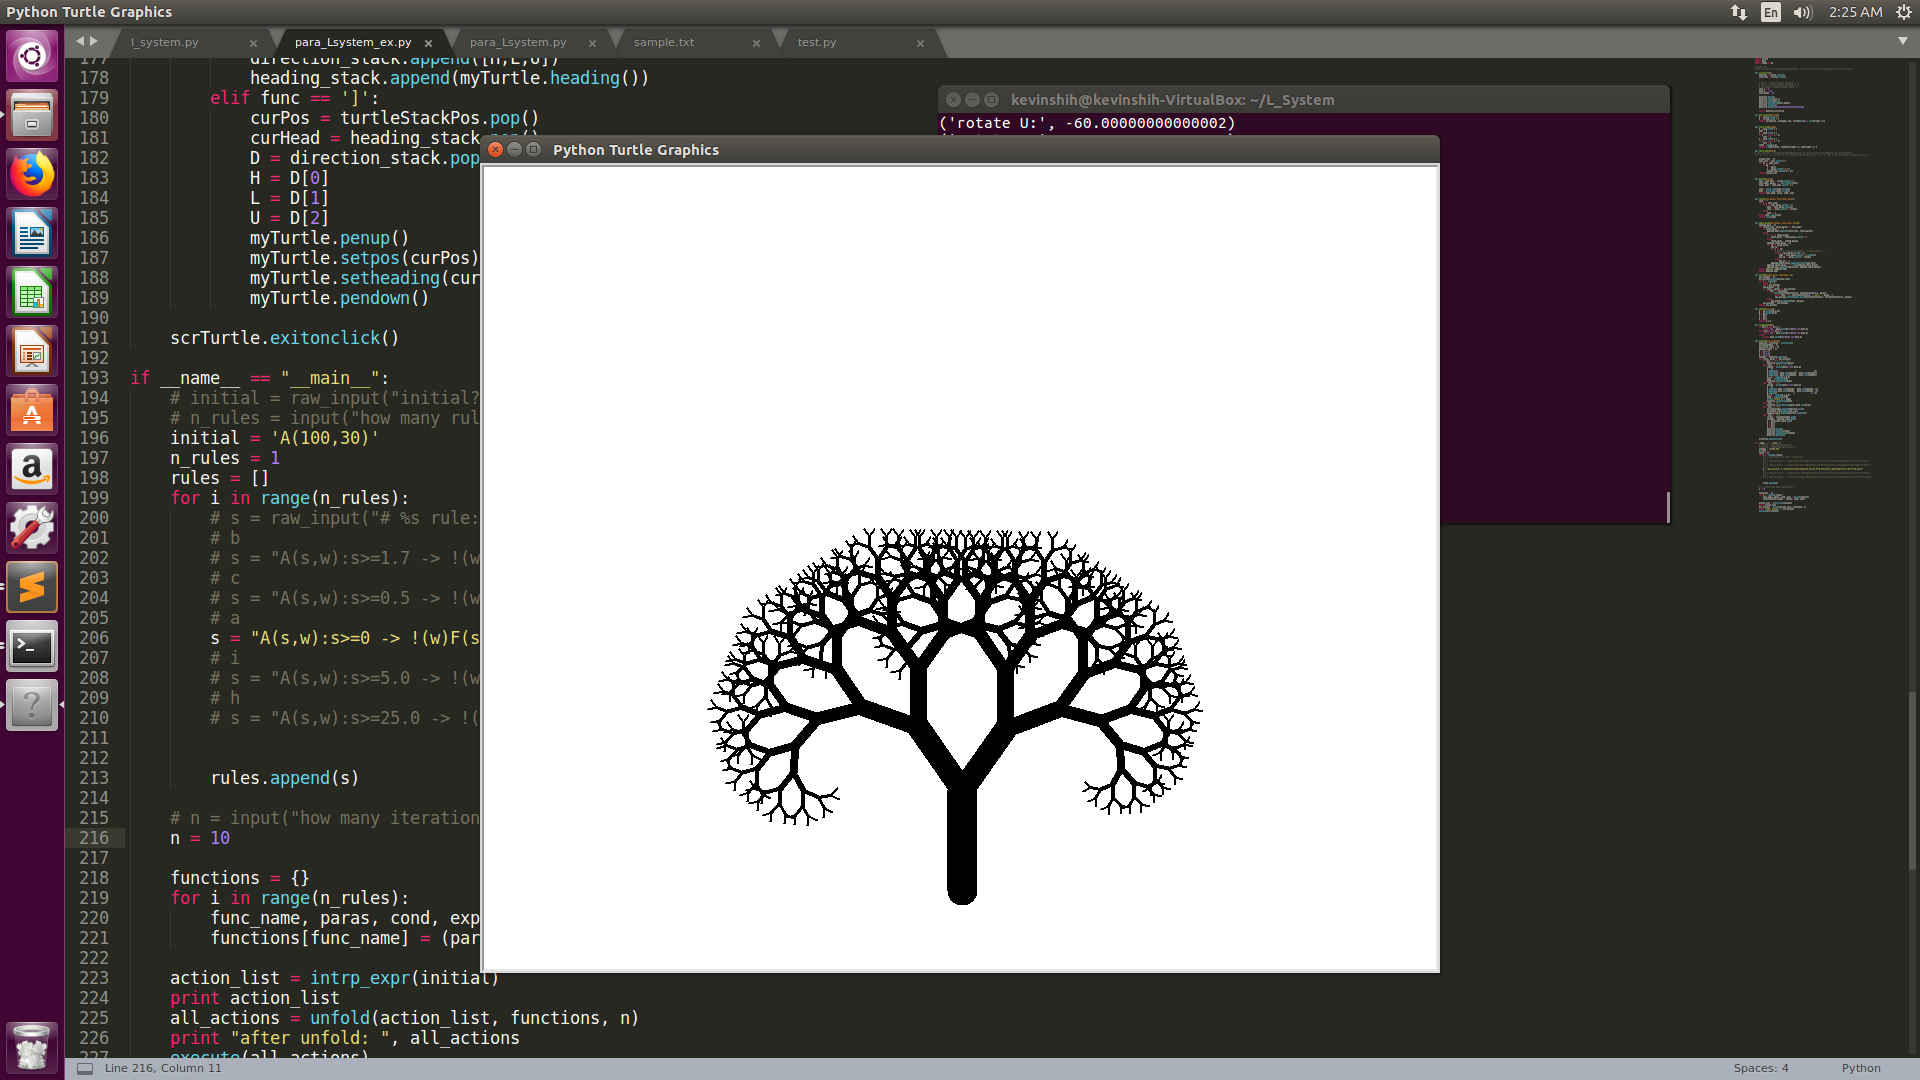 Python Turtle Graphics
En
2:25 AM
l_system.py
para_Lsystem_ex.py
para_Lsystem.py
sample.txt
test.py
177 direction_stack.append([H,L,U])
178 heading_stack.append(myTurtle.heading())
179 elif func == ']':
180 curPos = turtleStackPos.pop()
181 curHead = heading_stack.pop()
182 D = direction_stack.pop
183 H = D[0]
184 L = D[1]
185 U = D[2]
186 myTurtle.penup()
187 myTurtle.setpos(curPos)
188 myTurtle.setheading(cur
189 myTurtle.pendown()
190
191 scrTurtle.exitonclick()
192
193 if __name__ == "__main__":
194 # initial = raw_input("initial?
195 # n_rules = input("how many rul
196 initial = 'A(100,30)'
197 n_rules = 1
198 rules = []
199 for i in range(n_rules):
200 # s = raw_input("# %s rule:
201 # b
202 # s = "A(s,w):s>=1.7 -> !(w
203 # c
204 # s = "A(s,w):s>=0.5 -> !(w
205 # a
206 s = "A(s,w):s>=0 -> !(w)F(s
207 # i
208 # s = "A(s,w):s>=5.0 -> !(w
209 # h
210 # s = "A(s,w):s>=25.0 -> !(
211
212
213 rules.append(s)
214
215 # n = input("how many iteration
216 n = 10
217
218 functions = {}
219 for i in range(n_rules):
220 func_name, paras, cond, exp
221 functions[func_name] = (par
222
223 action_list = intrp_expr(initial)
224 print action_list
225 all_actions = unfold(action_list, functions, n)
226 print "after unfold: ", all_actions
227 execute(all_actions)
kevinshih@kevinshih-VirtualBox: ~/L_System
('rotate U:', -60.00000000000002)
Python Turtle Graphics
Line 216, Column 11
Spaces: 4
Python